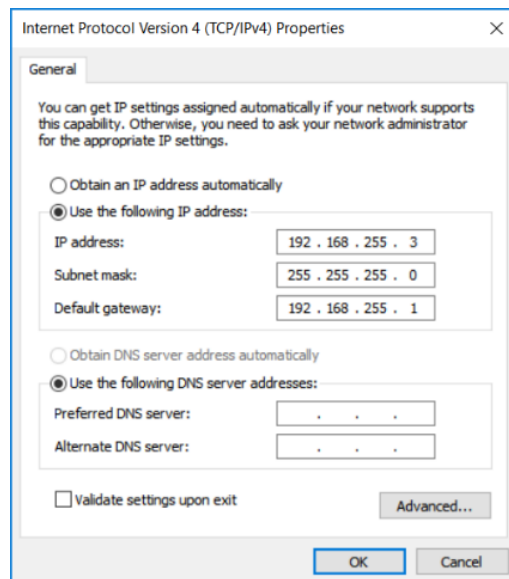 Internet Protocol Version 4 (TCP/IPv4) Properties
General
You can get IP settings assigned automatically if your network supports
this capability. Otherwise, you need to ask your network administrator
for the appropriate IP settings.
Obtain an IP address automatically
Use the following IP address:
IP address: 192 . 168 . 255 . 3
Subnet mask: 255 . 255 . 255 . 0
Default gateway: 192 . 168 . 255 . 1
Obtain DNS server address automatically
Use the following DNS server addresses:
Preferred DNS server: . . .
Alternate DNS server: . . .
Validate settings upon exit
Advanced...
OK Cancel